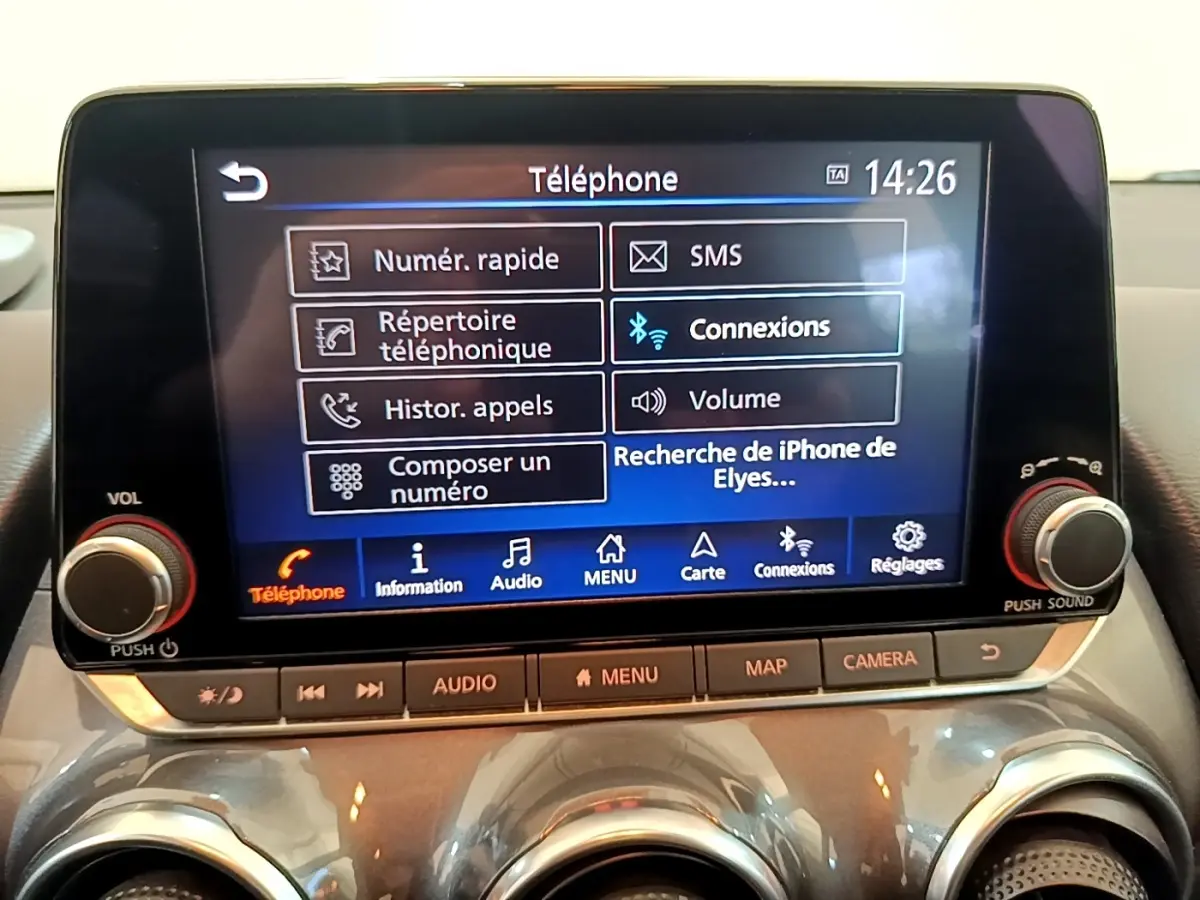 Téléphone
TA 14:26
Numér. rapide
SMS
Répertoire
téléphonique
Connexions
Histor. appels
Volume
Composer un
numéro
Recherche de iPhone de
Elyes...
Téléphone
Information
Audio
MENU
Carte
Connexions
Réglages
VOL
PUSH
PUSH SOUND
AUDIO
MENU
MAP
CAMERA